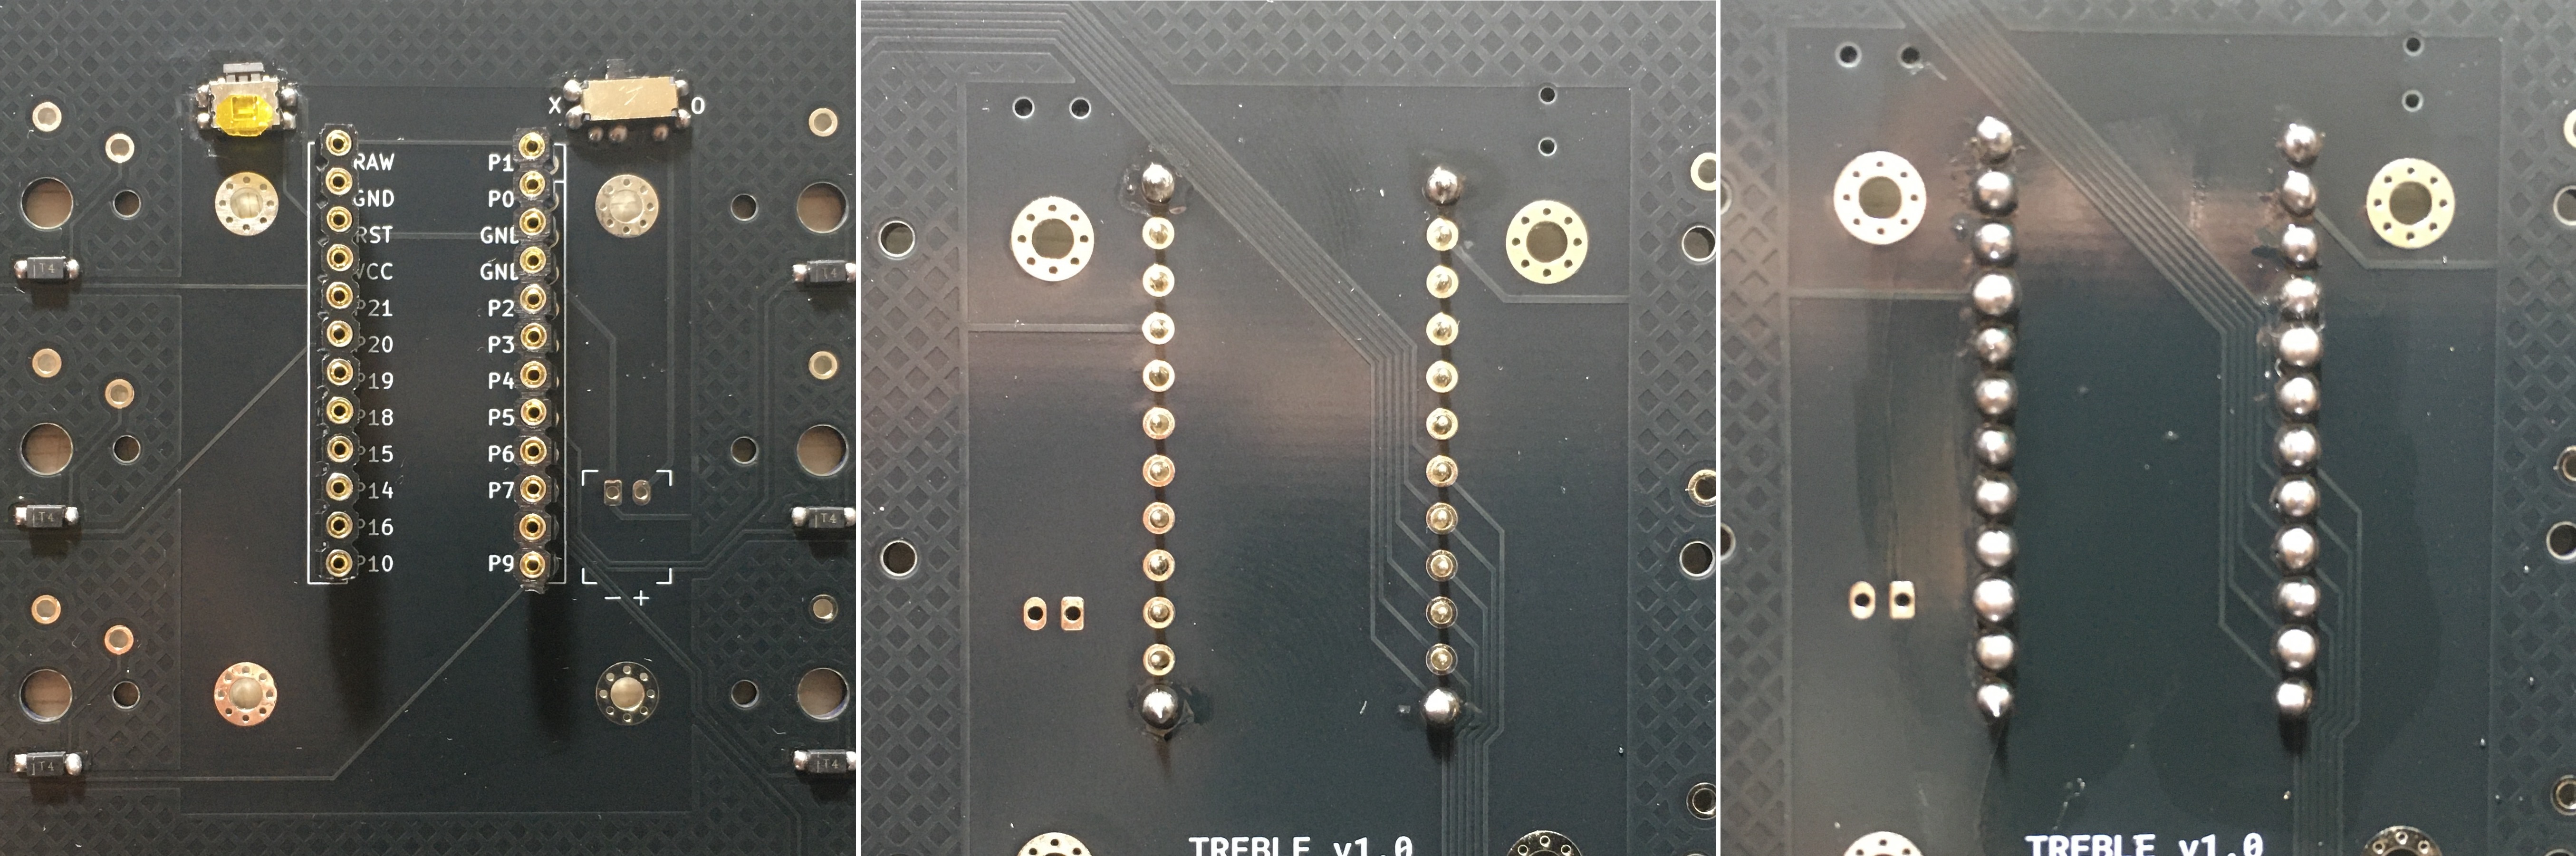 X O
RAW P1
GND P0
RST GND
VCC GND
P21 P2
P20 P3
P19 P4
P18 P5
P15 P6
P14 P7
P16
P10 P9
- +
T4
T4
T4
T4
T4
T4
TREBLE v1.0
TREBLE v1.0